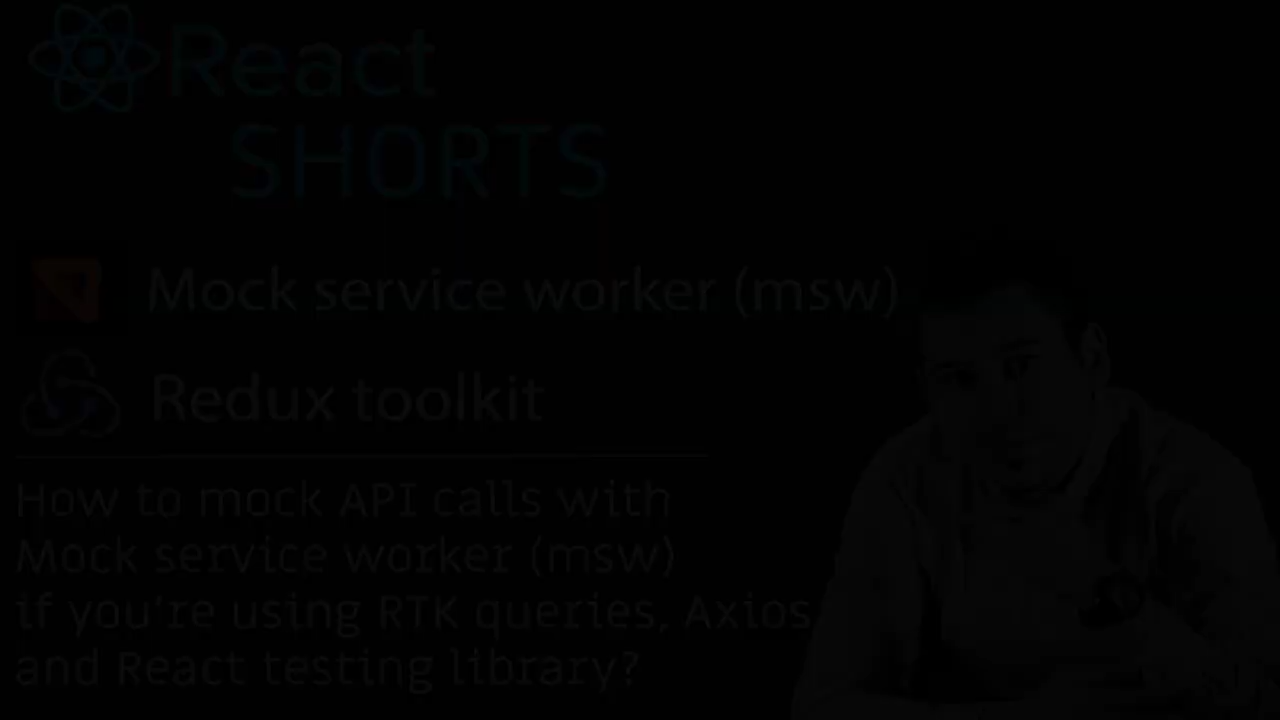 React
SHORTS
Mock service worker (msw)
Redux toolkit
How to mock API calls with
Mock service worker (msw)
if you're using RTK queries, Axios
and React testing library?